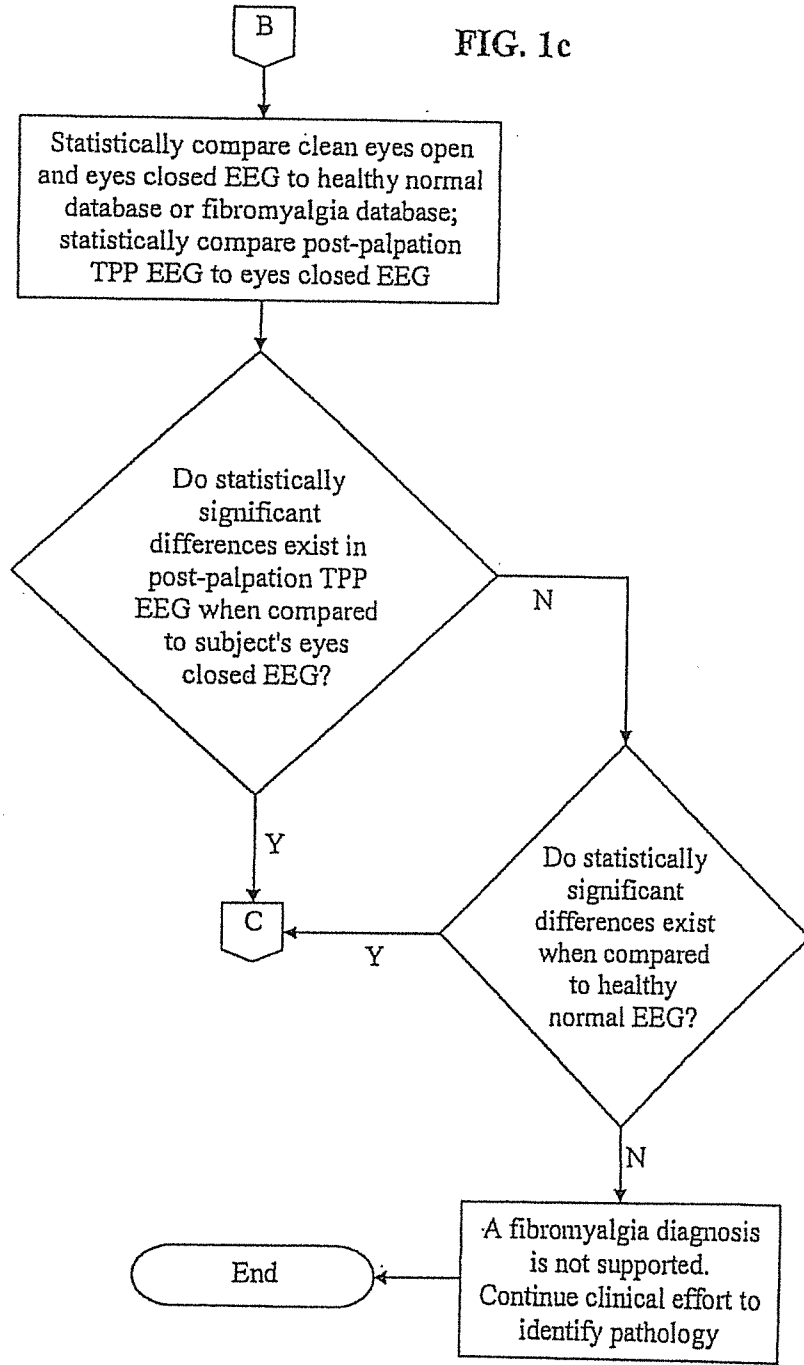 B
FIG. 1c
Statistically compare clean eyes open
and eyes closed EEG to healthy normal
database or fibromyalgia database;
statistically compare post-palpation
TPP EEG to eyes closed EEG
Do statistically
significant
differences exist in
post-palpation TPP
EEG when compared
to subject's eyes
closed EEG?
N
Y
C
Y
Do statistically
significant
differences exist
when compared
to healthy
normal EEG?
N
A fibromyalgia diagnosis
is not supported.
Continue clinical effort to
identify pathology
End